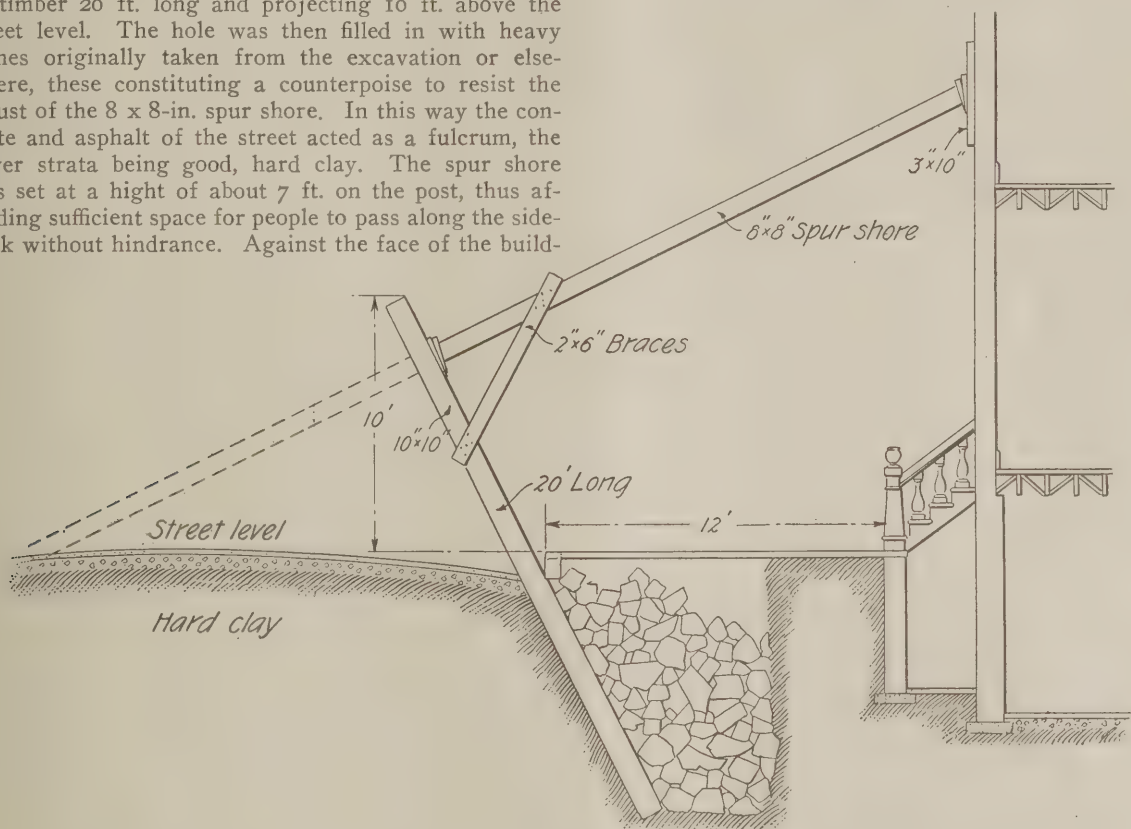 timber 20 ft. long and projecting 10 ft. above the
eet level. The hole was then filled in with heavy
nes originally taken from the excavation or else-
ere, these constituting a counterpoise to resist the
ust of the 8 x 8-in. spur shore. In this way the con-
te and asphalt of the street acted as a fulcrum, the
er strata being good, hard clay. The spur shore
s set at a hight of about 7 ft. on the post, thus af-
ding sufficient space for people to pass along the side-
k without hindrance. Against the face of the build-
3"x10"
8"x8" Spur shore
2"x6" Braces
10'
10"x10"
20' Long
12'
Street level
Hard clay